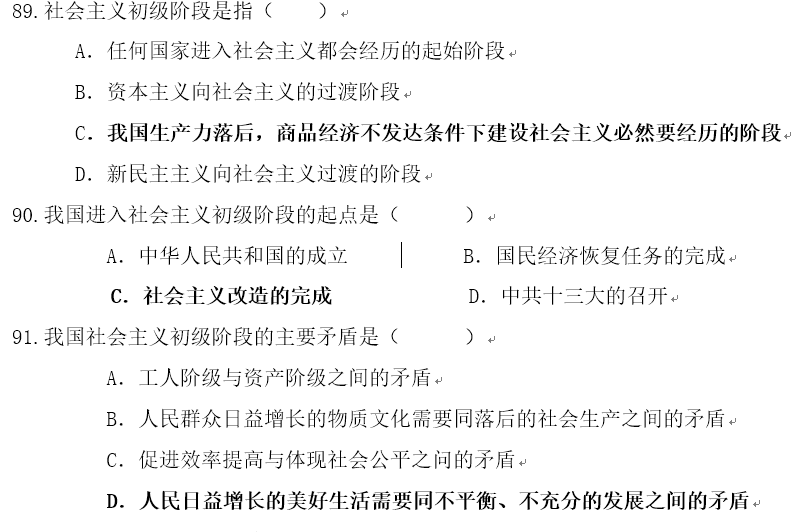 89.社会主义初级阶段是指（　　）
A. 任何国家进入社会主义都会经历的起始阶段
B. 资本主义向社会主义的过渡阶段
C. 我国生产力落后，商品经济不发达条件下建设社会主义必然要经历的阶段
D. 新民主主义向社会主义过渡的阶段
90.我国进入社会主义初级阶段的起点是（　　）
A. 中华人民共和国的成立　　B. 国民经济恢复任务的完成
C. 社会主义改造的完成　　D. 中共十三大的召开
91.我国社会主义初级阶段的主要矛盾是（　　）
A. 工人阶级与资产阶级之间的矛盾
B. 人民群众日益增长的物质文化需要同落后的社会生产之间的矛盾
C. 促进效率提高与体现社会公平之问的矛盾
D. 人民日益增长的美好生活需要同不平衡、不充分的发展之间的矛盾